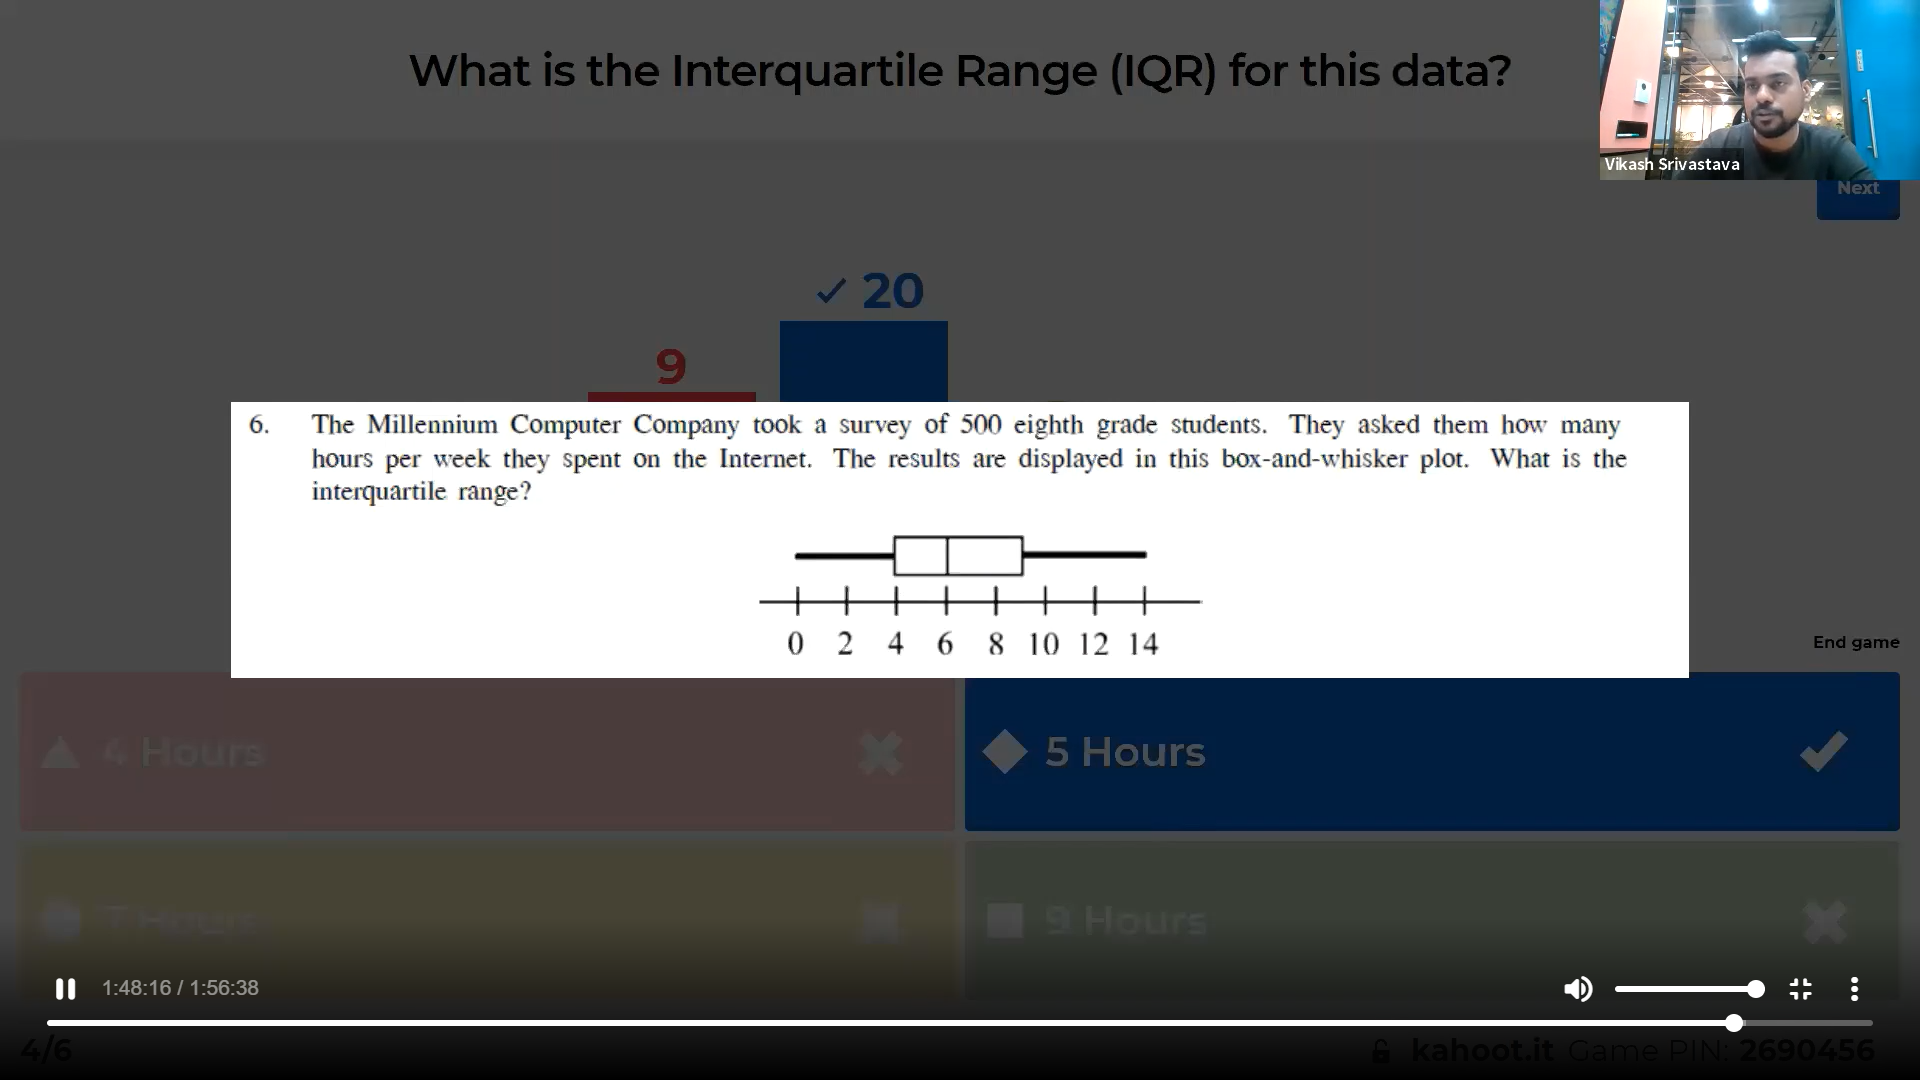 What is the Interquartile Range (IQR) for this data?
Vikash Srivastava
Next
20
9
6. The Millennium Computer Company took a survey of 500 eighth grade students. They asked them how many
hours per week they spent on the Internet. The results are displayed in this box-and-whisker plot. What is the
interquartile range?
0 2 4 6 8 10 12 14
End game
4 Hours
5 Hours
7 Hours
9 Hours
1:48:16 / 1:56:38
4/6
kahoot.it Game PIN: 2690456